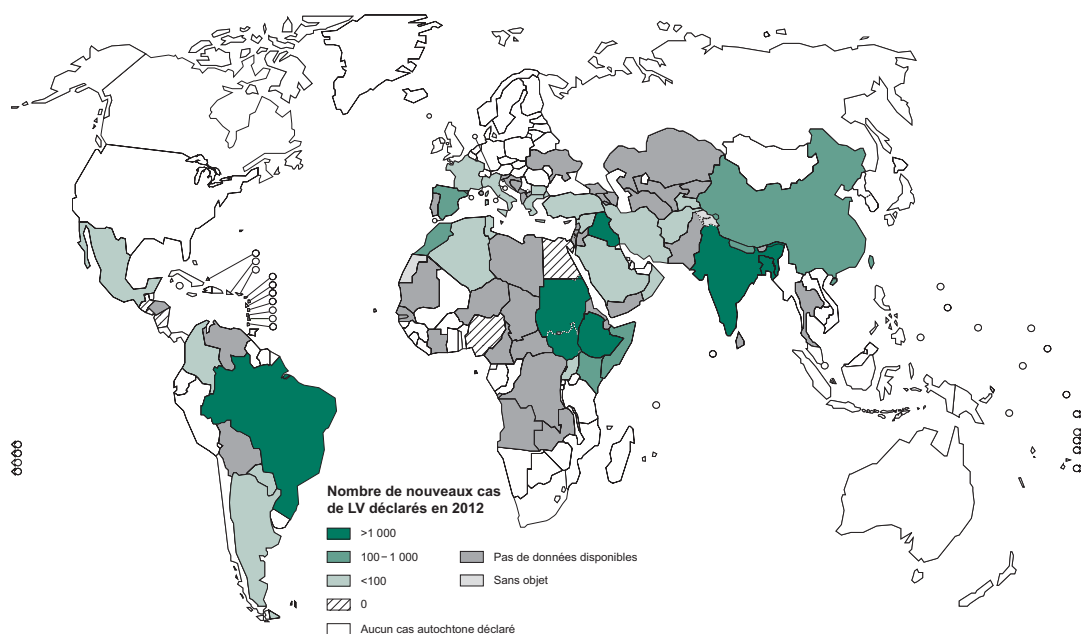 Nombre de nouveaux cas
de LV déclarés en 2012
>1 000
100–1 000
<100
0
Aucun cas autochtone déclaré
Pas de données disponibles
Sans objet